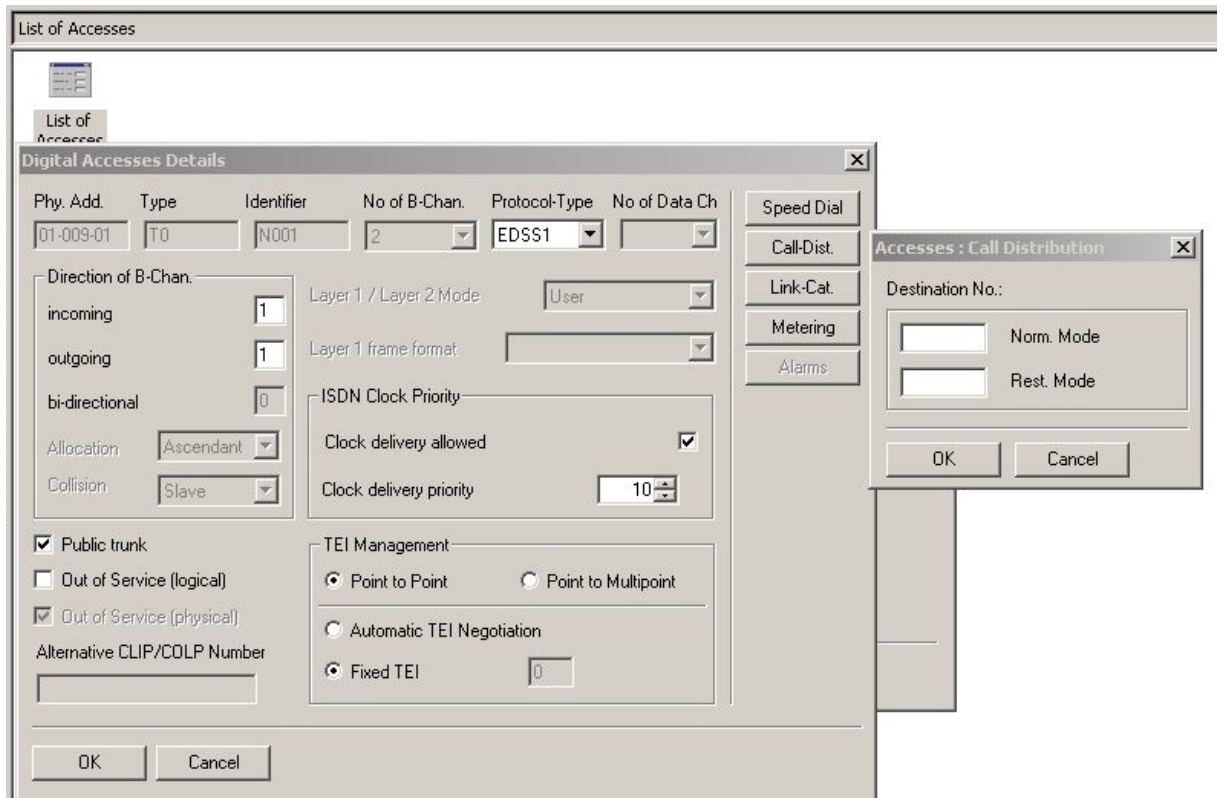 List of Accesses
List of
Accesses
Digital Accesses Details
Phy. Add. Type Identifier No of B-Chan. Protocol-Type No of Data Ch
01-009-01 T0 N001 2 EDSS1
Direction of B-Chan.
incoming 1
outgoing 1
bi-directional 0
Allocation Ascendant
Collision Slave
Layer 1 / Layer 2 Mode User
Layer 1 frame format
ISDN Clock Priority
Clock delivery allowed
Clock delivery priority 10
Public trunk
Out of Service (logical)
Out of Service (physical)
Alternative CLIP/COLP Number
TEI Management
Point to Point Point to Multipoint
Automatic TEI Negotiation
Fixed TEI 0
OK Cancel
Speed Dial
Call-Dist.
Link-Cat.
Metering
Alarms
Accesses : Call Distribution
Destination No.:
Norm. Mode
Rest. Mode
OK Cancel